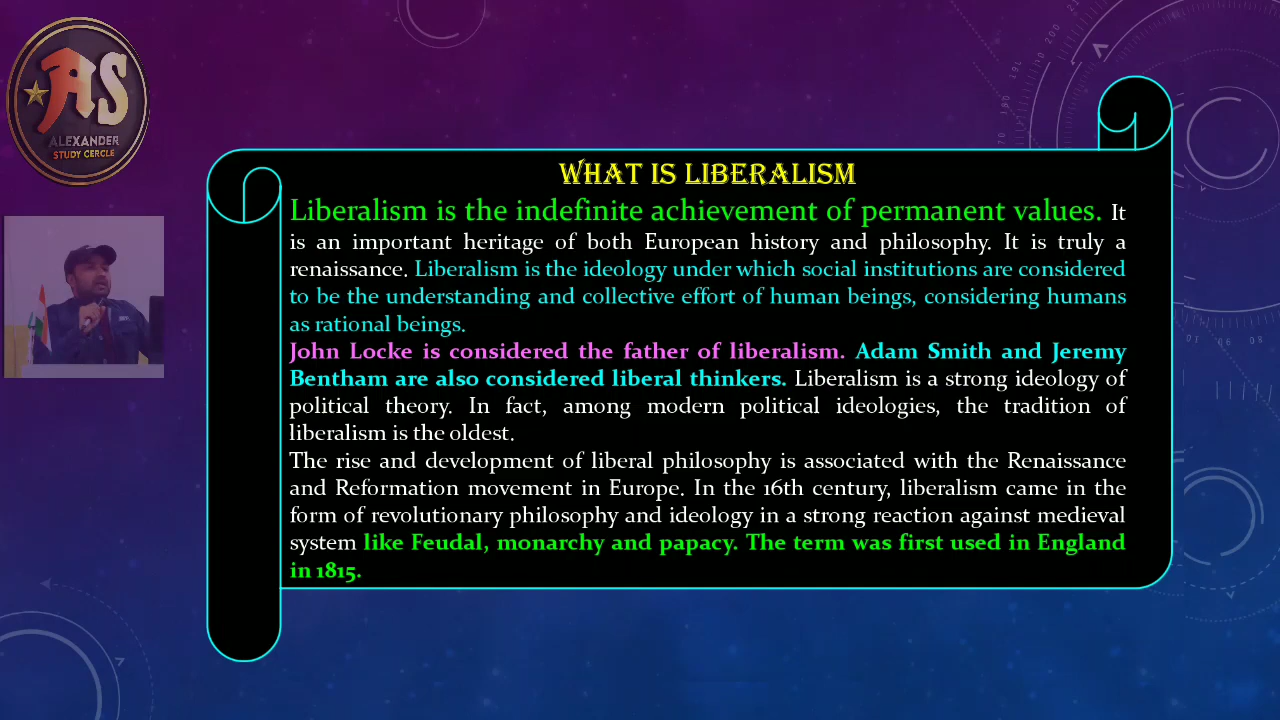 AS
ALEXANDER
STUDY CERCLE
WHAT IS LIBERALISM
Liberalism is the indefinite achievement of permanent values. It
is an important heritage of both European history and philosophy. It is truly a
renaissance. Liberalism is the ideology under which social institutions are considered
to be the understanding and collective effort of human beings, considering humans
as rational beings.
John Locke is considered the father of liberalism. Adam Smith and Jeremy
Bentham are also considered liberal thinkers. Liberalism is a strong ideology of
political theory. In fact, among modern political ideologies, the tradition of
liberalism is the oldest.
The rise and development of liberal philosophy is associated with the Renaissance
and Reformation movement in Europe. In the 16th century, liberalism came in the
form of revolutionary philosophy and ideology in a strong reaction against medieval
system like Feudal, monarchy and papacy. The term was first used in England
in 1815.